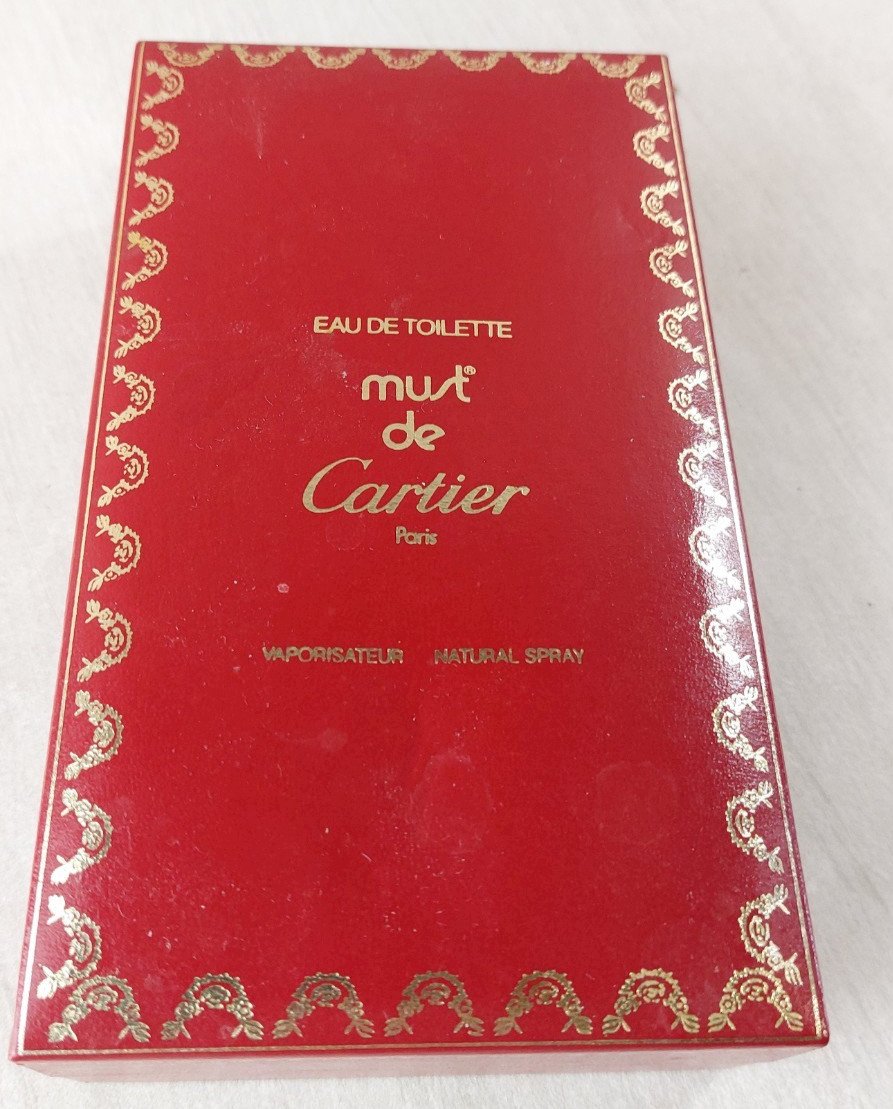 EAU DE TOILETTE
must®
de
Cartier
Paris
VAPORISATEUR NATURAL SPRAY